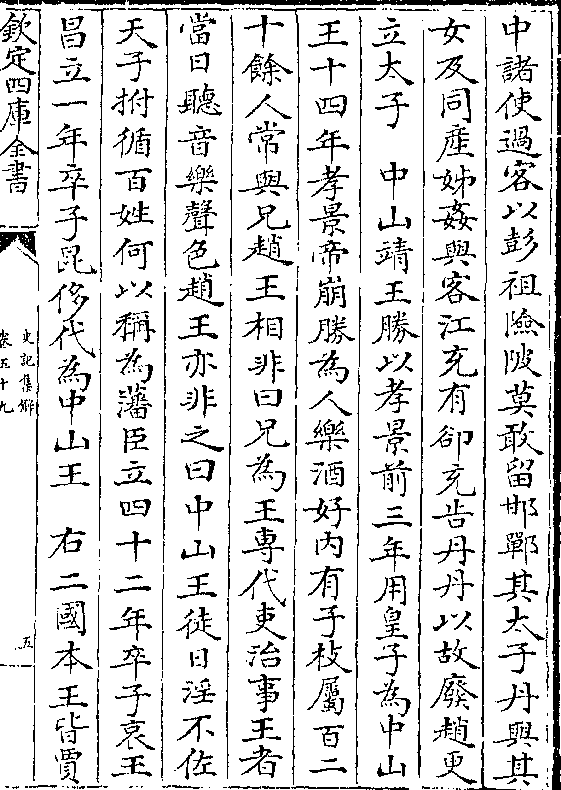 中諸使過客以彭祖險陂莫敢留邯鄲其太子丹與其
女及同産姊姦與客江充有卻充告丹丹以故廢趙更
立太子　中山靖王勝以孝景前三年用皇子為中山
王十四年孝景帝崩勝為人樂酒好内有子枝屬百二
十餘人常與兄趙王相非曰兄為王專代吏治事王者
當日聽音樂聲色趙王亦非之曰中山王徒日淫不佐
天子拊循百姓何以稱為藩臣立四十二年卒子哀王
昌立一年卒子昆侈代為中山王　右二國本王皆賈
欽定四庫全書
史記集解
卷五十九
五